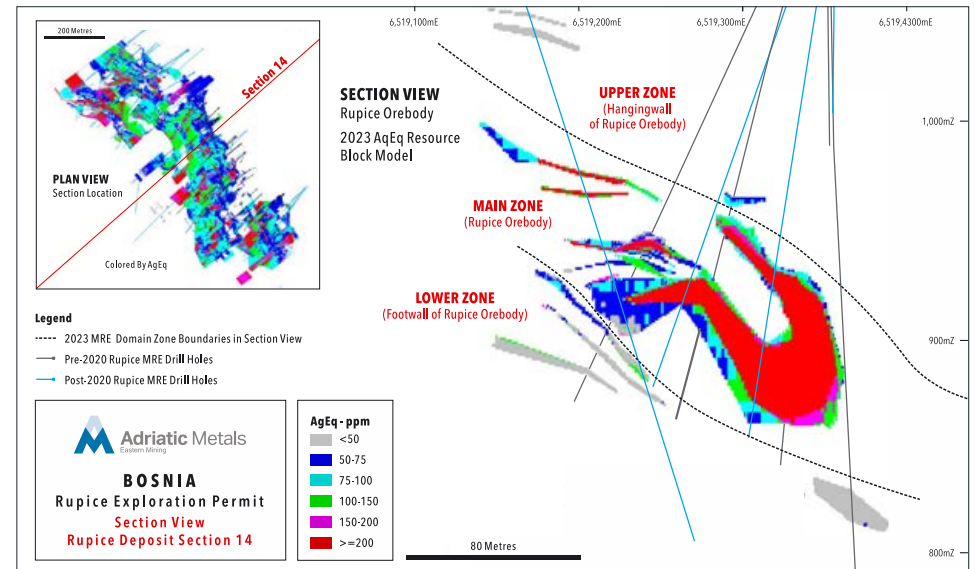 6,519,100mE
6,519,200mE
6,519,300mE
6,519,4300mE
200 Metres
Section 14
PLAN VIEW
Section Location
Colored By AgEq
SECTION VIEW
Rupice Orebody
2023 AqEq Resource
Block Model
UPPER ZONE
(Hangingwall
of Rupice Orebody)
1,000mZ
MAIN ZONE
(Rupice Orebody)
LOWER ZONE
(Footwall of Rupice Orebody)
900mZ
Legend
2023 MRE Domain Zone Boundaries in Section View
Pre-2020 Rupice MRE Drill Holes
Post-2020 Rupice MRE Drill Holes
Adriatic Metals
Eastern Mining
BOSNIA
Rupice Exploration Permit
Section View
Rupice Deposit Section 14
AgEq - ppm
<50
50-75
75-100
100-150
150-200
>=200
80 Metres
800mZ